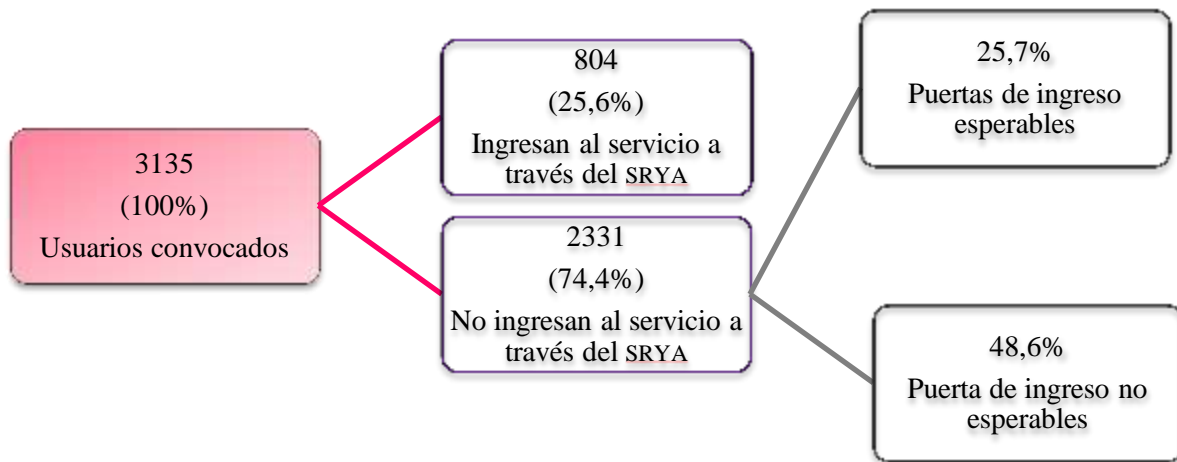 3135
(100%)
Usuarios convocados
804
(25,6%)
Ingresan al servicio a
través del SRYA
2331
(74,4%)
No ingresan al servicio a
través del SRYA
25,7%
Puertas de ingreso
esperables
48,6%
Puerta de ingreso no
esperables